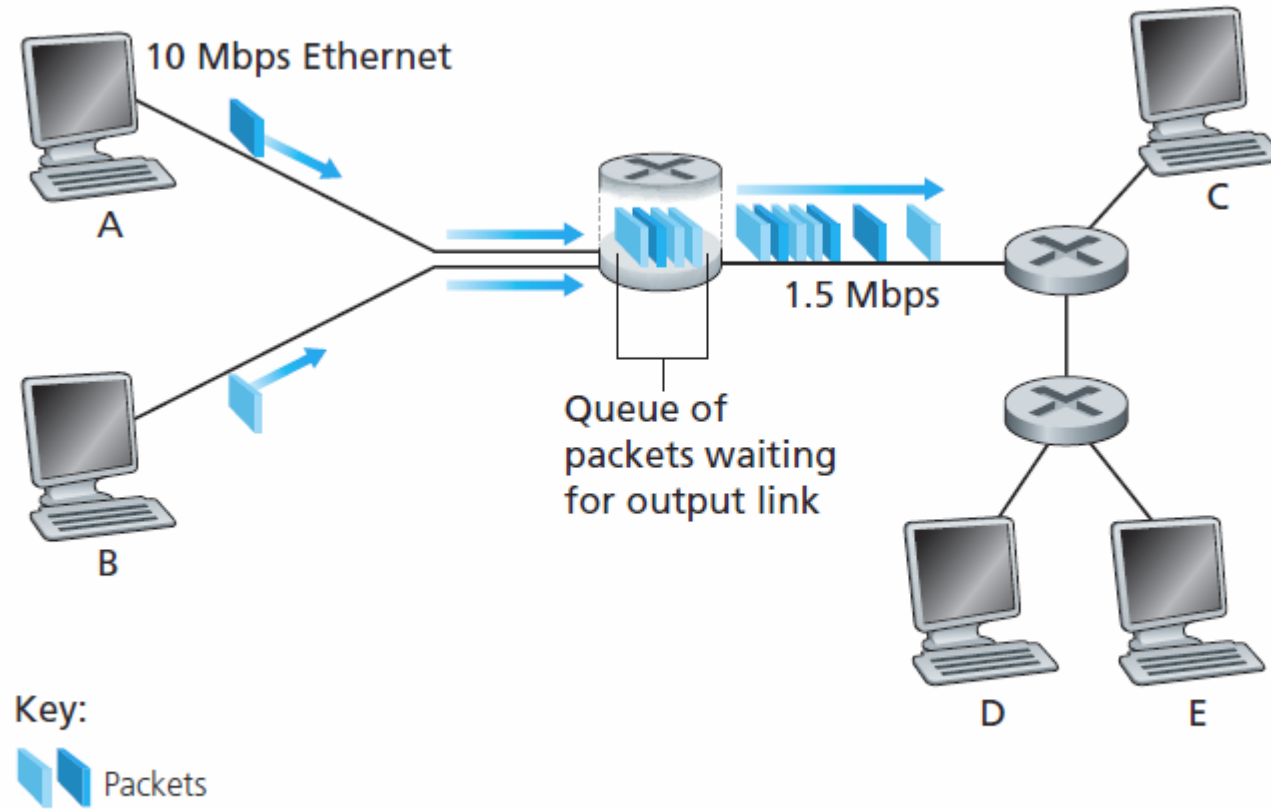 10 Mbps Ethernet
A
C
1.5 Mbps
B
Queue of
packets waiting
for output link
D
E
Key:
Packets